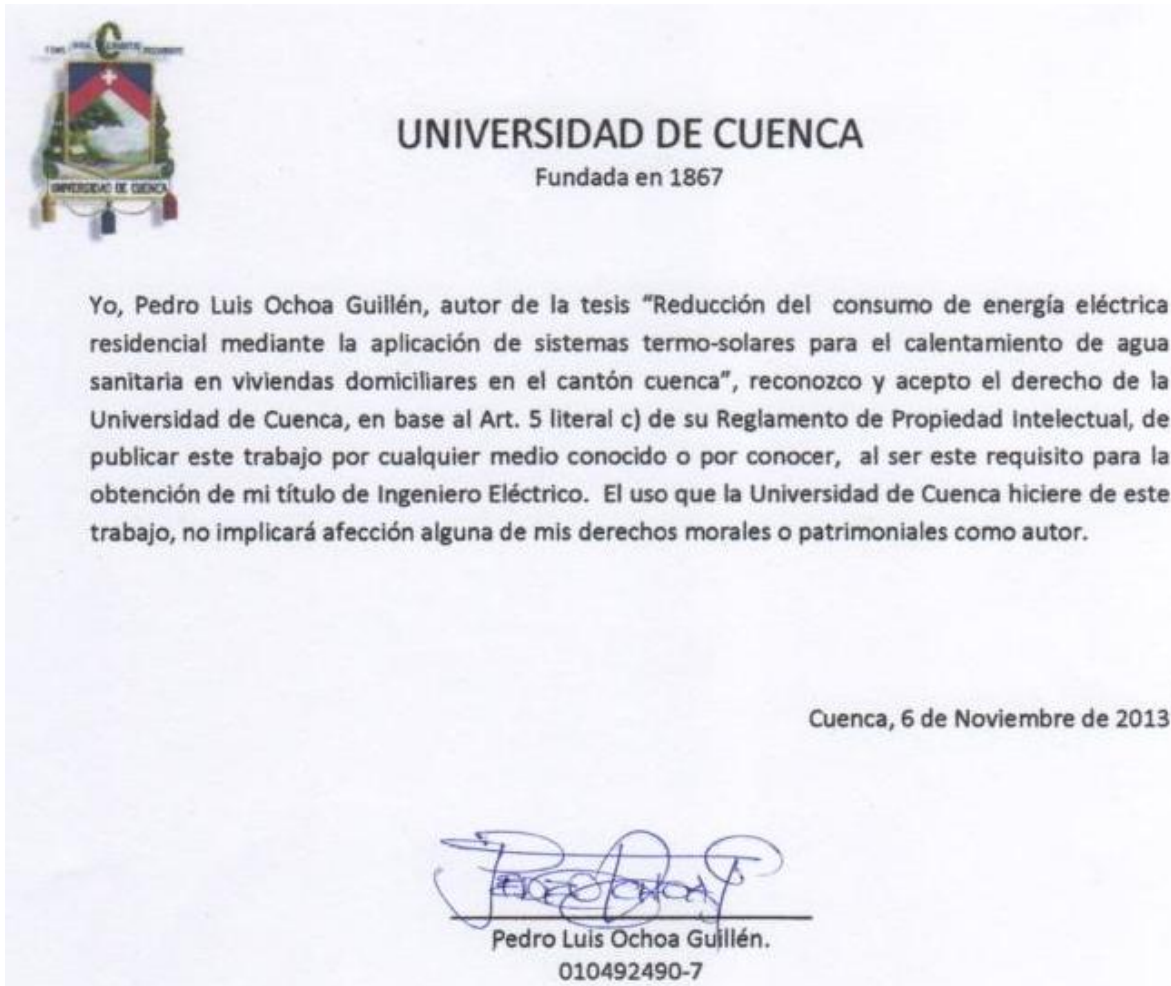 UNIVERSIDAD DE CUENCA
UNIVERSIDAD DE CUENCA
Fundada en 1867
Yo, Pedro Luis Ochoa Guillén, autor de la tesis “Reducción del consumo de energía eléctrica
residencial mediante la aplicación de sistemas termo-solares para el calentamiento de agua
sanitaria en viviendas domiciliares en el cantón cuenca”, reconozco y acepto el derecho de la
Universidad de Cuenca, en base al Art. 5 literal c) de su Reglamento de Propiedad Intelectual, de
publicar este trabajo por cualquier medio conocido o por conocer, al ser este requisito para la
obtención de mi título de Ingeniero Eléctrico. El uso que la Universidad de Cuenca hiciere de este
trabajo, no implicará afección alguna de mis derechos morales o patrimoniales como autor.
Cuenca, 6 de Noviembre de 2013
Pedro Luis Ochoa Guillén.
010492490-7